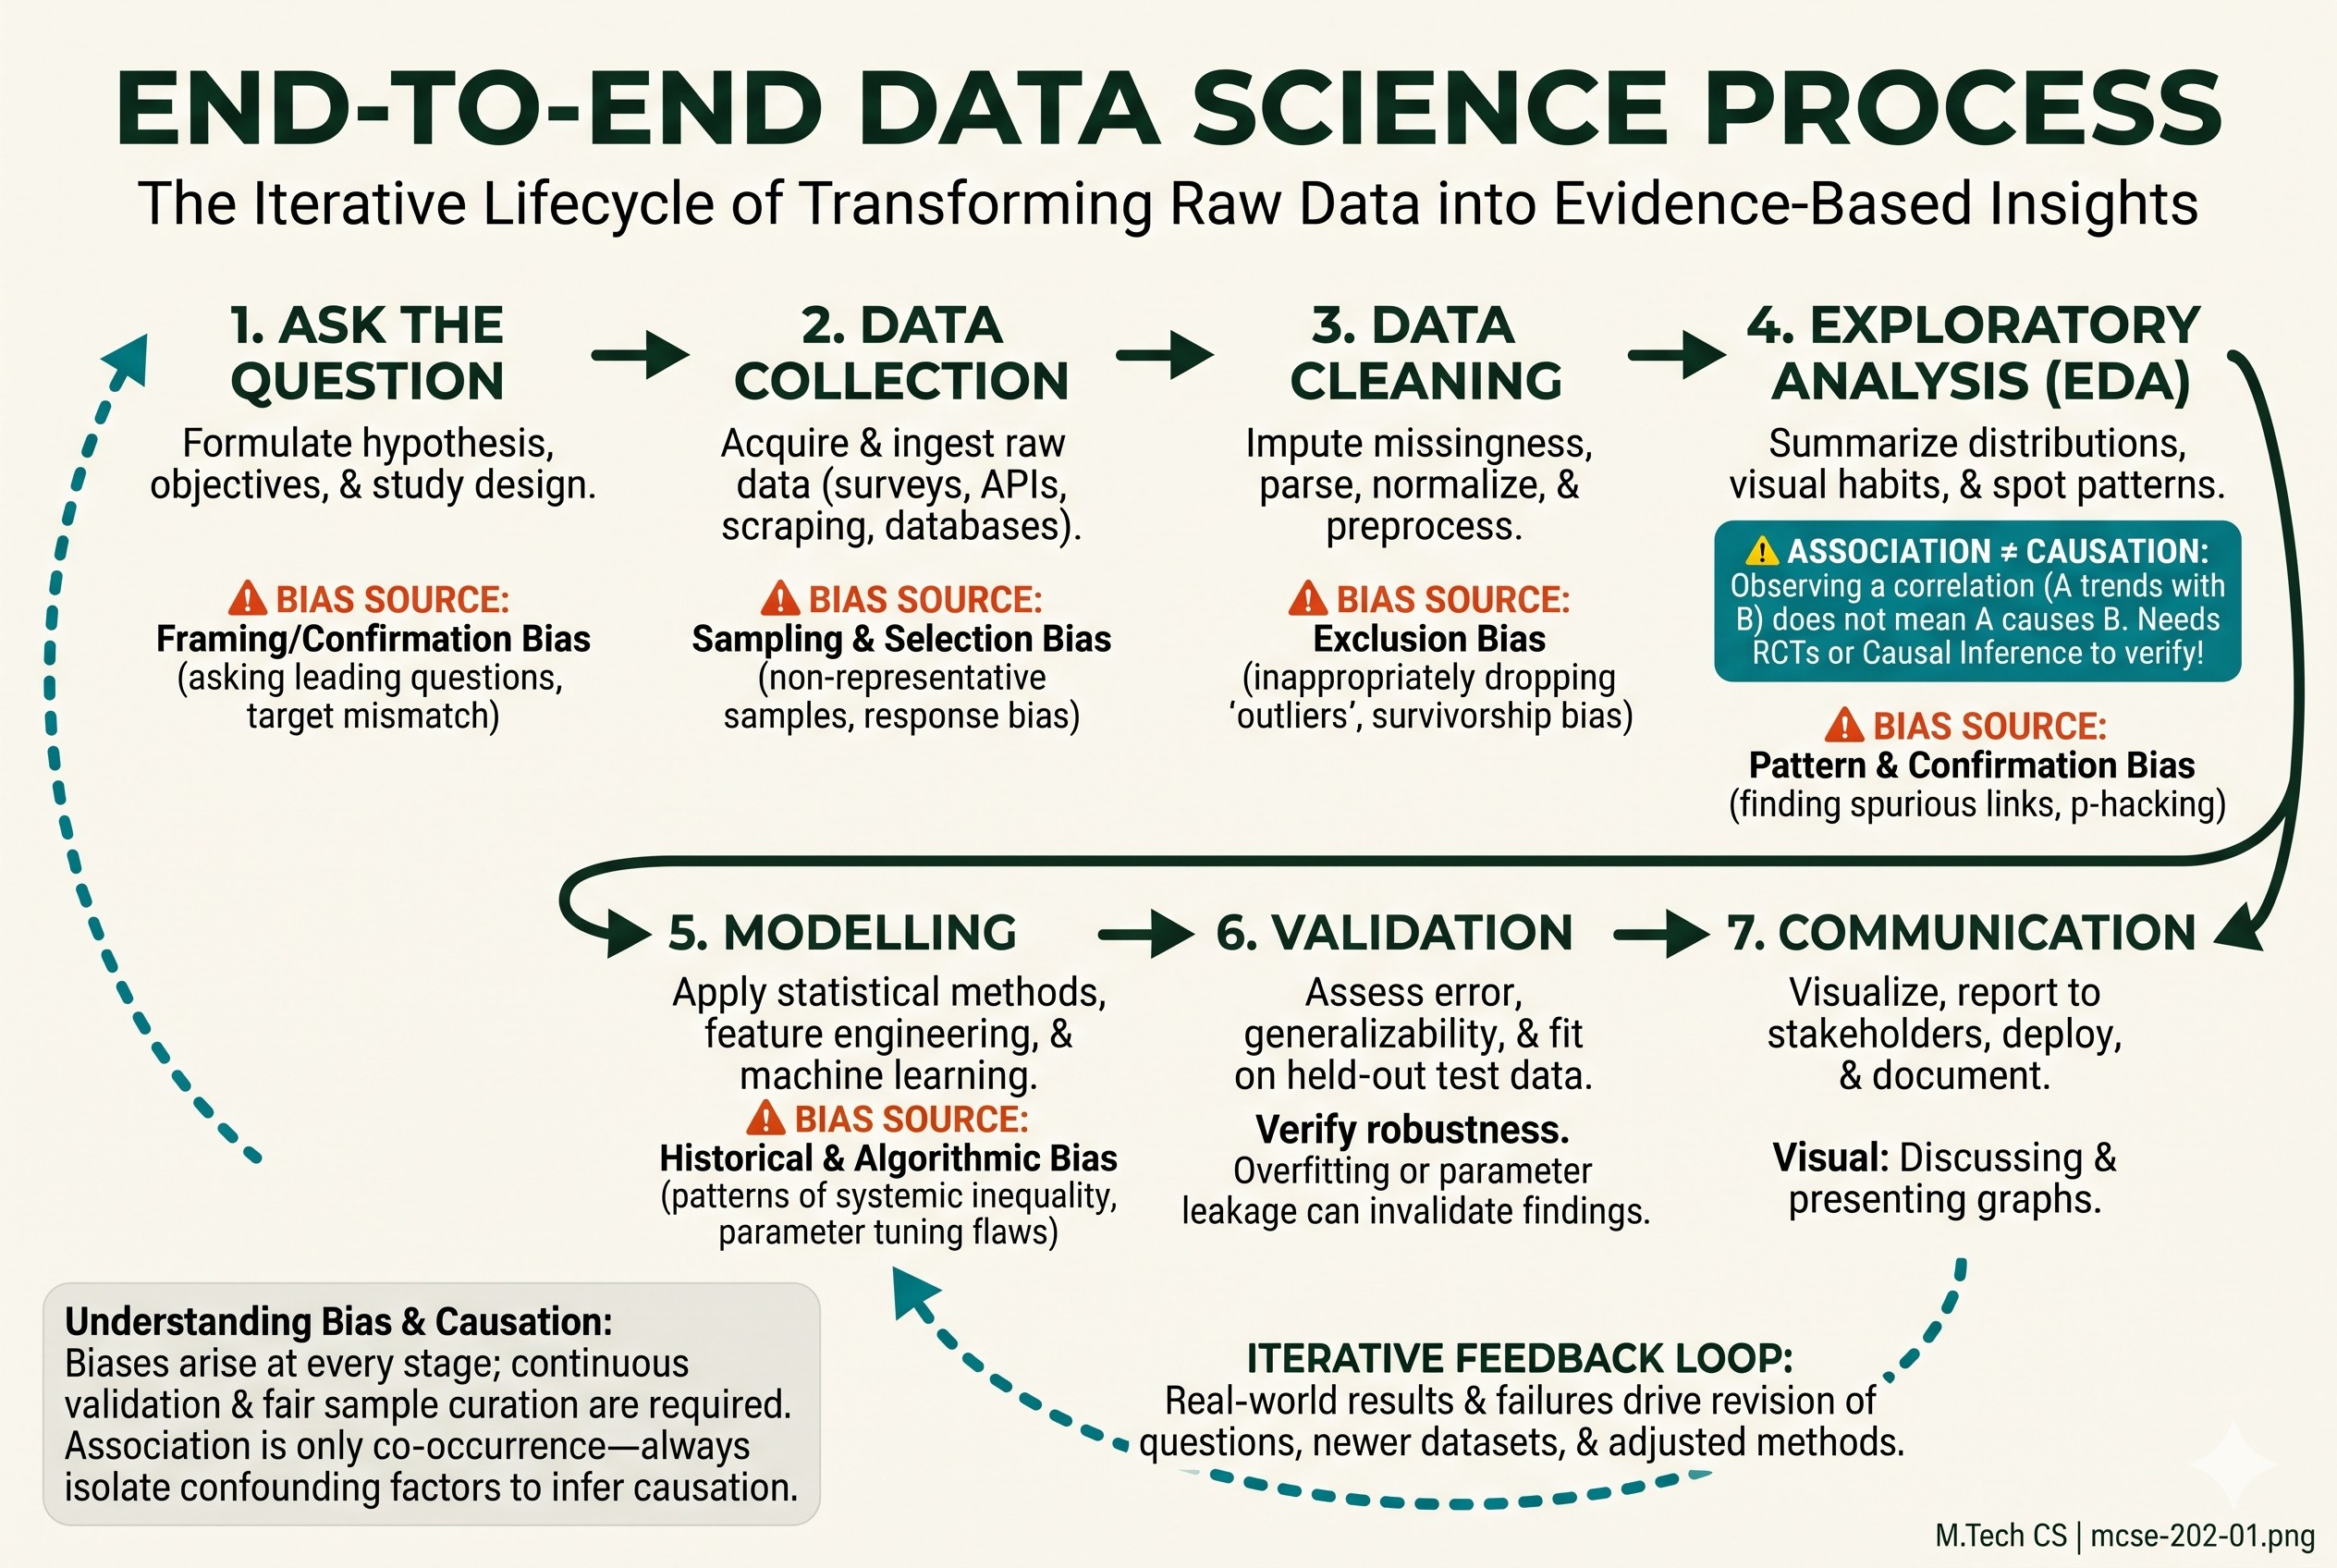 END-TO-END DATA SCIENCE PROCESS
The Iterative Lifecycle of Transforming Raw Data into Evidence-Based Insights
1. ASK THE
QUESTION
Formulate hypothesis,
objectives, & study design.
⚠ BIAS SOURCE:
Framing/Confirmation Bias
(asking leading questions,
target mismatch)
2. DATA
COLLECTION
Acquire & ingest raw
data (surveys, APIs,
scraping, databases).
⚠ BIAS SOURCE:
Sampling & Selection Bias
(non-representative
samples, response bias)
3. DATA
CLEANING
Impute missingness,
parse, normalize, &
preprocess.
⚠ BIAS SOURCE:
Exclusion Bias
(inappropriately dropping
‘outliers’, survivorship bias)
4. EXPLORATORY
ANALYSIS (EDA)
Summarize distributions,
visual habits, & spot patterns.
⚠ ASSOCIATION ≠ CAUSATION:
Observing a correlation (A trends with
B) does not mean A causes B. Needs
RCTs or Causal Inference to verify!
⚠ BIAS SOURCE:
Pattern & Confirmation Bias
(finding spurious links, p-hacking)
5. MODELLING
Apply statistical methods,
feature engineering, &
machine learning.
⚠ BIAS SOURCE:
Historical & Algorithmic Bias
(patterns of systemic inequality,
parameter tuning flaws)
6. VALIDATION
Assess error,
generalizability, & fit
on held-out test data.
Verify robustness.
Overfitting or parameter
leakage can invalidate findings.
7. COMMUNICATION
Visualize, report to
stakeholders, deploy,
& document.
Visual: Discussing &
presenting graphs.
Understanding Bias & Causation:
Biases arise at every stage; continuous
validation & fair sample curation are required.
Association is only co-occurrence—always
isolate confounding factors to infer causation.
ITERATIVE FEEDBACK LOOP:
Real-world results & failures drive revision of
questions, newer datasets, & adjusted methods.
M.Tech CS | mcse-202-01.png